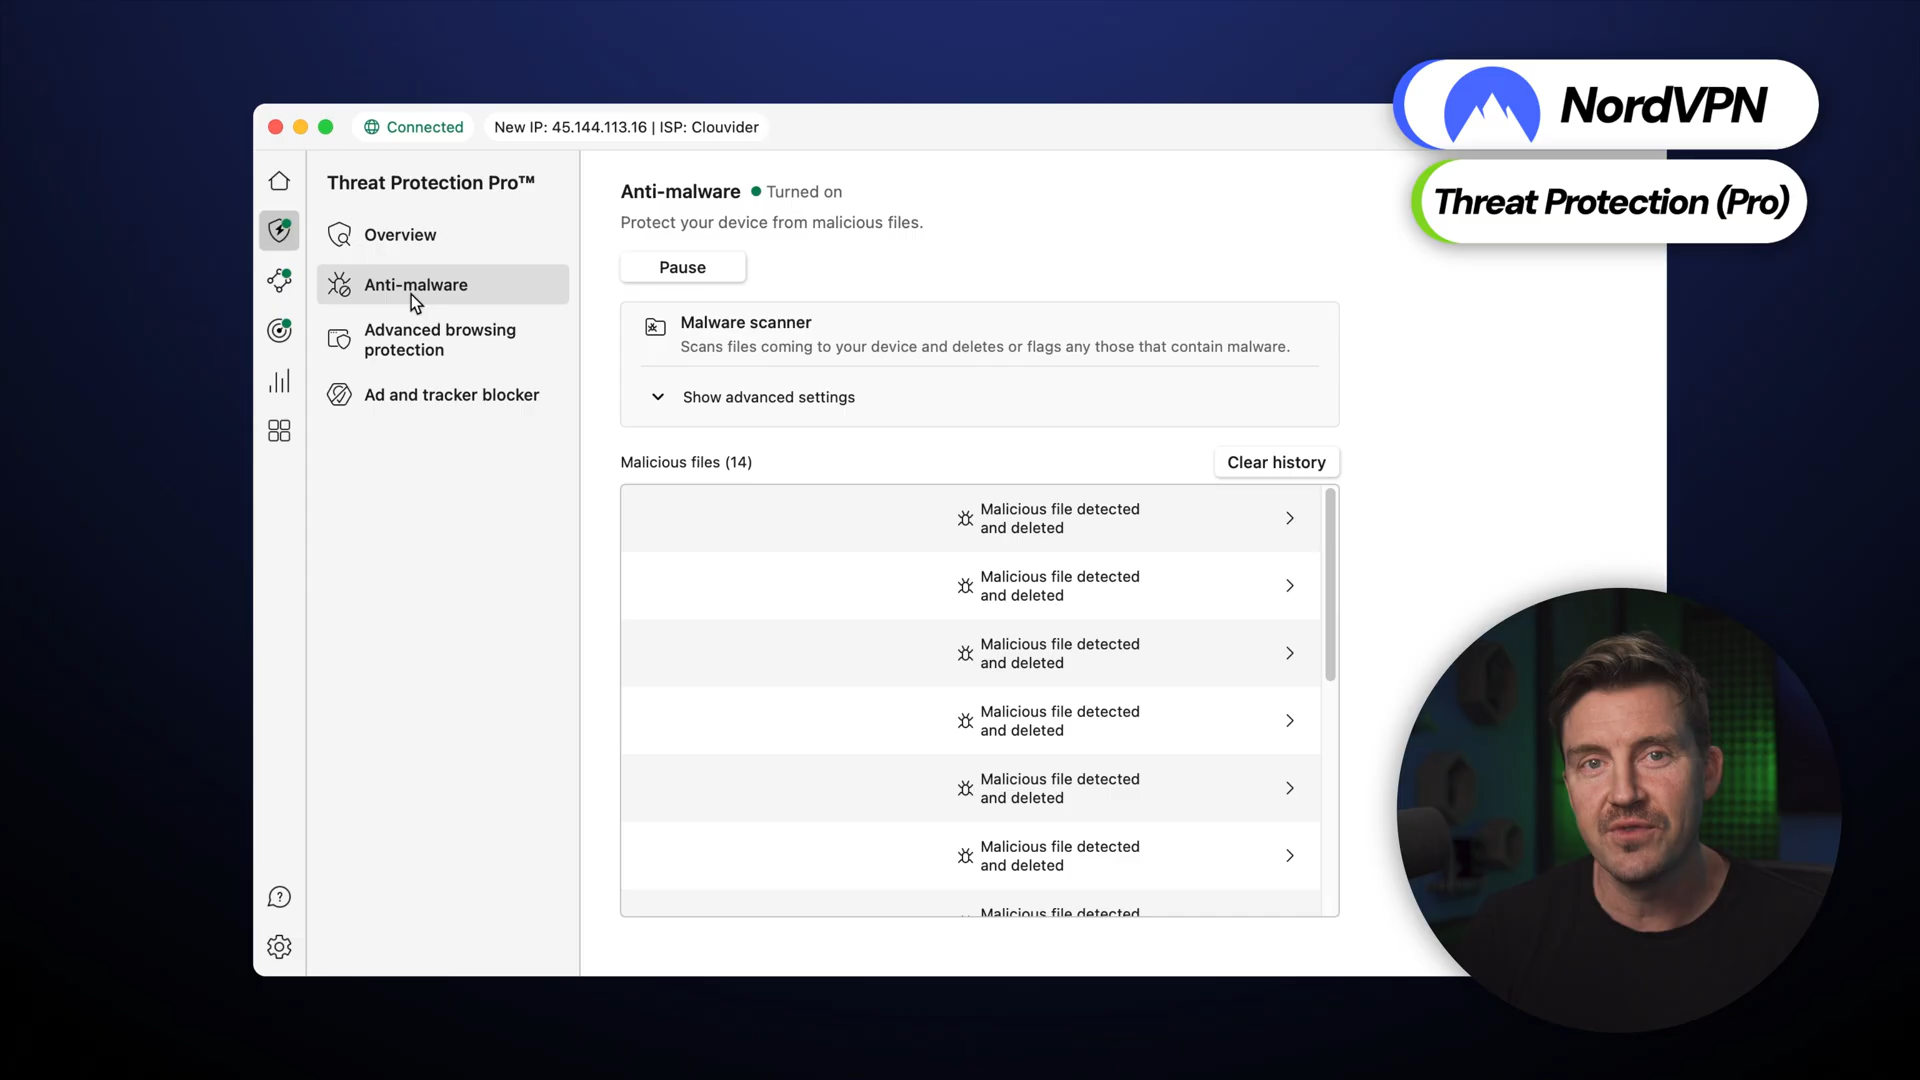 NordVPN
Threat Protection (Pro)
Connected
New IP: 45.144.113.16 | ISP: Clouvider
Threat Protection Pro™
Overview
Anti-malware
Advanced browsing
protection
Ad and tracker blocker
Anti-malware
Turned on
Protect your device from malicious files.
Pause
Malware scanner
Scans files coming to your device and deletes or flags any those that contain malware.
Show advanced settings
Malicious files (14)
Clear history
Malicious file detected
and deleted
Malicious file detected
and deleted
Malicious file detected
and deleted
Malicious file detected
and deleted
Malicious file detected
and deleted
Malicious file detected
and deleted
Malicious file detected